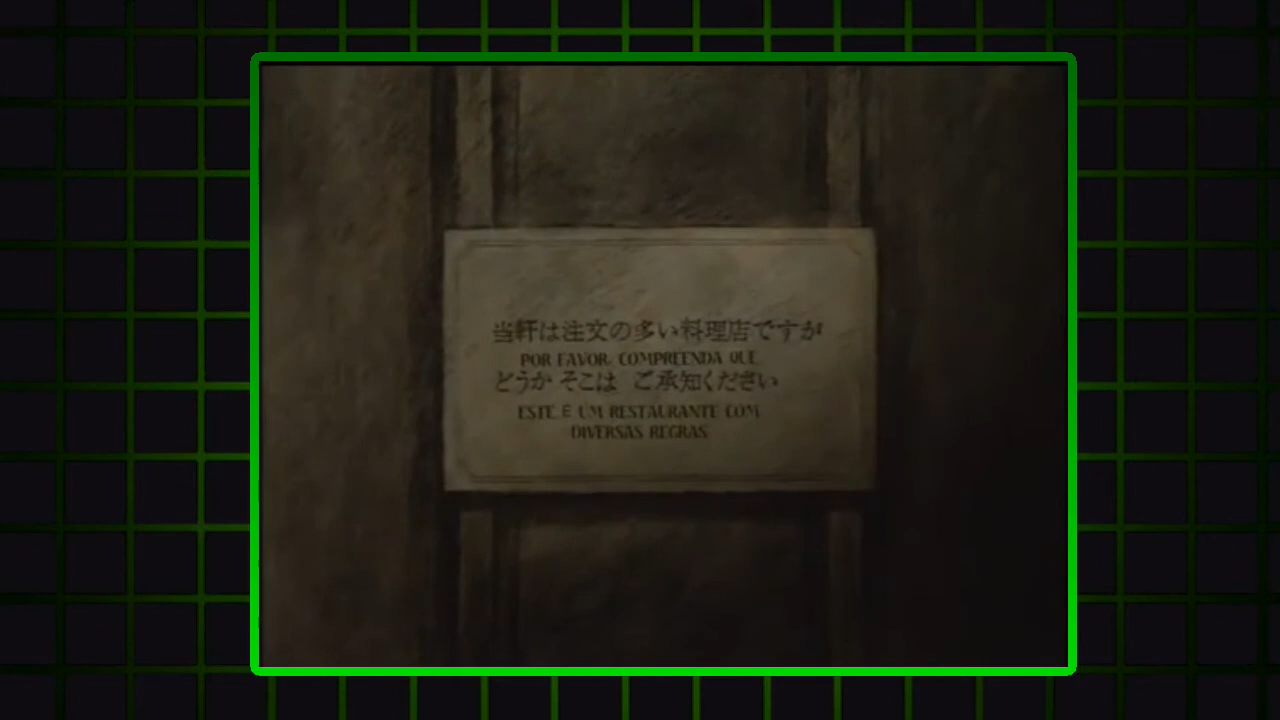 当軒は注文の多い料理店ですが
POR FAVOR, COMPREENDA QUE
どうか そこは ご承知ください
ESTE É UM RESTAURANTE COM
DIVERSAS REGRAS